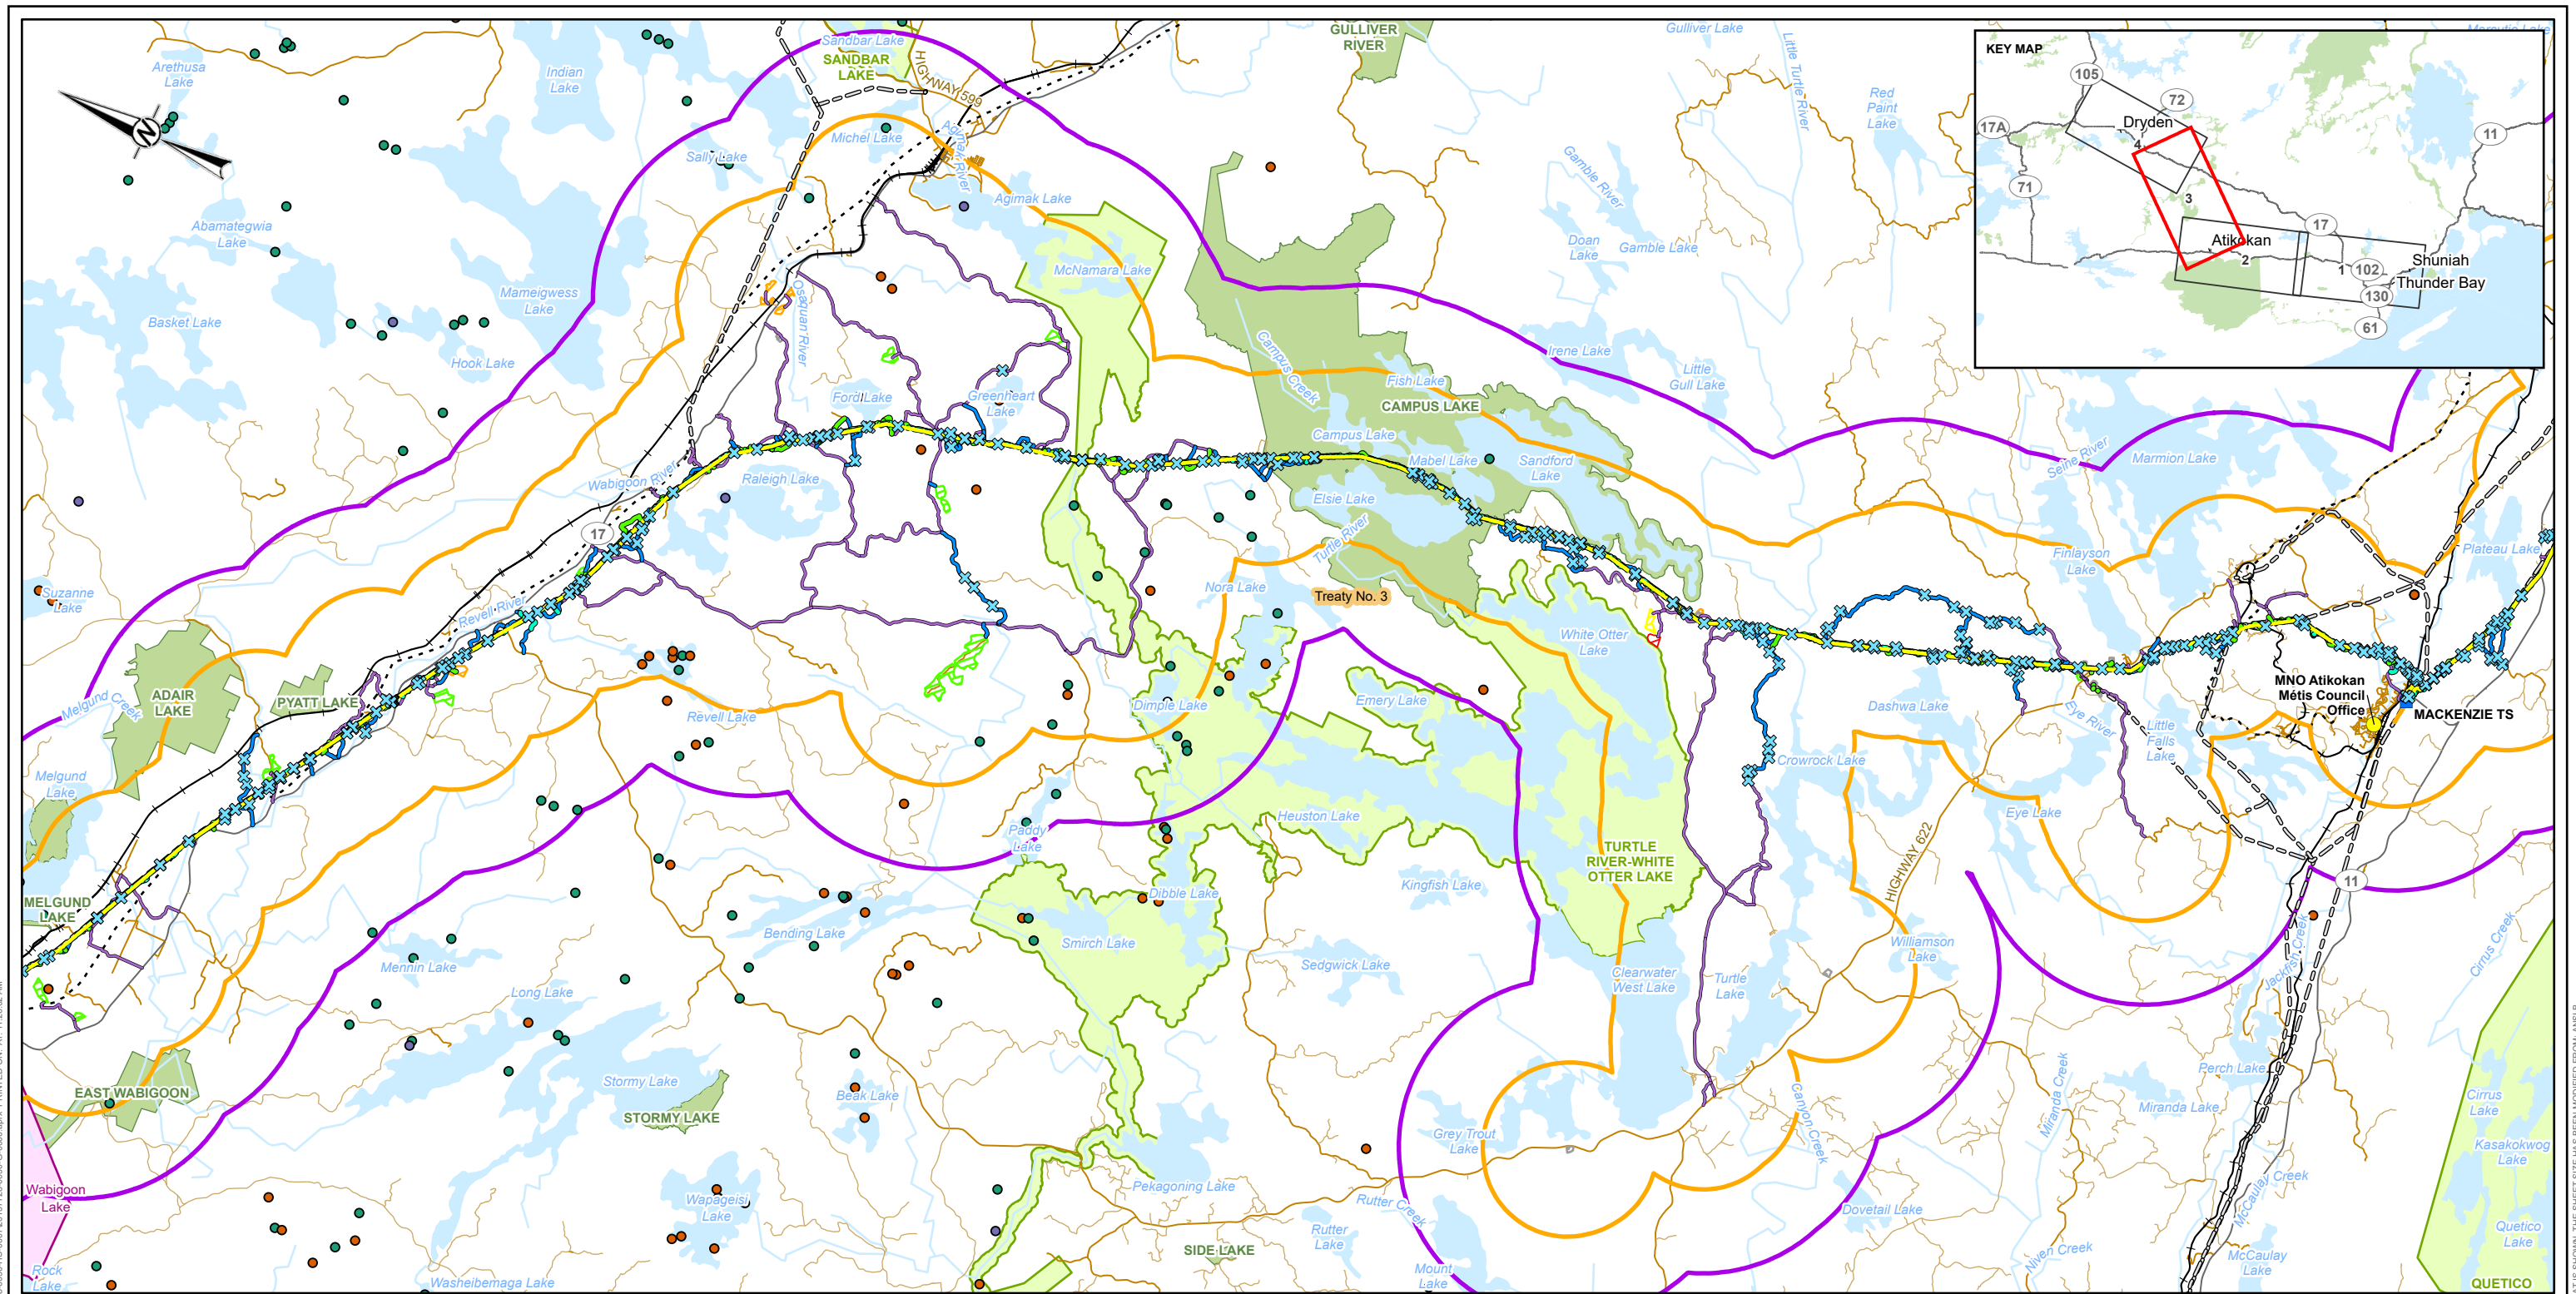 Sandbar Lake
SANDBAR
LAKE
HIGHWAY 599
GULLIVER
RIVER
Gulliver Lake
Little Turtle River
Red
Paint
Lake
KEY MAP
105
72
17A
Dryden
4
11
71
3
17
Atikokan
2
1
102
Shuniah
Thunder Bay
130
61
Arethusa
Lake
Indian
Lake
Michel Lake
Agimak River
Sally Lake
Agimak Lake
Gamble River
Doan
Lake
Gamble Lake
Abamategwia
Lake
McNamara Lake
Mameigwess
Lake
Osaquan River
Basket Lake
Hook Lake
Campus Creek
Irene Lake
Little
Gull Lake
Fish Lake
CAMPUS LAKE
Ford Lake
Greenheart
Lake
Campus Lake
Mabel Lake
Sandford
Lake
Seine River
Marmion Lake
Wabigoon River
Raleigh Lake
Elsie Lake
Turtle River
17
Finlayson
Lake
Plateau Lake
Suzanne
Lake
Revell River
Nora Lake
Treaty No. 3
White Otter
Lake
Melgund Creek
ADAIR
LAKE
PYATT LAKE
Revell Lake
Dimple Lake
Emery Lake
Dashwa Lake
Eye River
Little
Falls
Lake
MNO Atikokan
Métis Council
Office
MACKENZIE TS
Melgund
Lake
Crowrock Lake
Paddy
Lake
Heuston Lake
Eye Lake
TURTLE
RIVER-WHITE
OTTER LAKE
HIGHWAY 622
11
MELGUND
LAKE
Dibble Lake
Kingfish Lake
Bending Lake
Smirch Lake
Williamson
Lake
Jackfish Creek
Cirrus Creek
Mennin Lake
Sedgwick Lake
Clearwater
West Lake
Turtle
Lake
Long Lake
EAST WABIGOON
Stormy Lake
STORMY LAKE
Beak Lake
Perch Lake
Cirrus
Lake
Miranda Creek
Miranda Lake
Grey Trout
Lake
Canyon Creek
Kasakokwog
Lake
Wabigoon
Lake
Wapageisi
Lake
Pekagoning Lake
Rutter Creek
Rutter
Lake
Dovetail Lake
McCaulay Creek
Quetico
Lake
SIDE LAKE
Niven Creek
McCaulay
Lake
Rock
Lake
Washeibemaga Lake
Mount
Lake
QUETICO